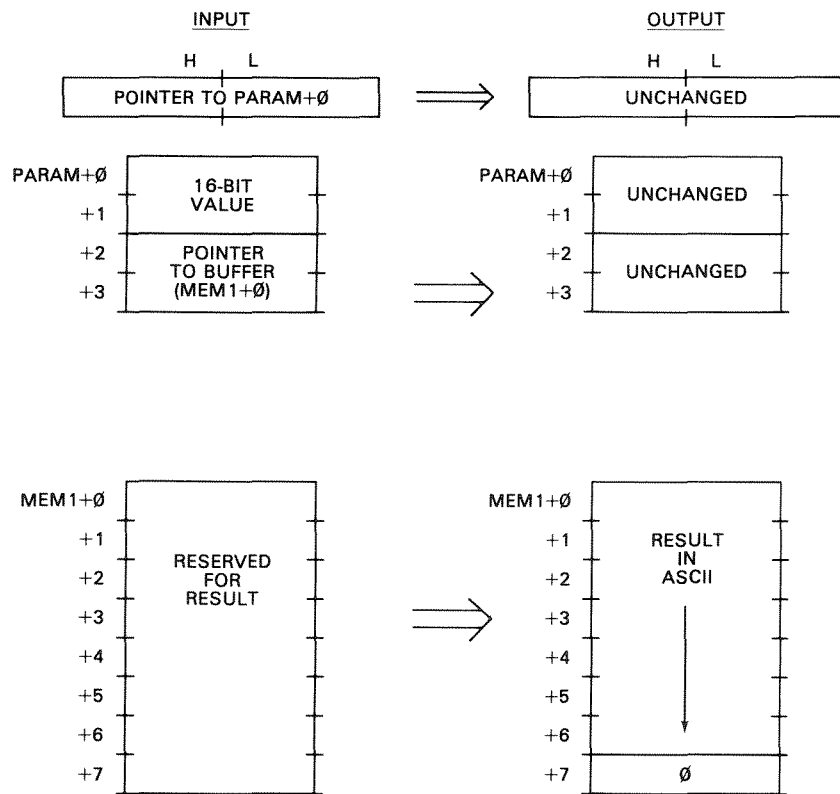 INPUT
OUTPUT
H L
H L
POINTER TO PARAM+Ø
UNCHANGED
PARAM+Ø
+1
+2
+3
16-BIT
VALUE
POINTER
TO BUFFER
(MEM1+Ø)
PARAM+Ø
+1
+2
+3
UNCHANGED
UNCHANGED
MEM1+Ø
+1
+2
+3
+4
+5
+6
+7
RESERVED
FOR
RESULT
MEM1+Ø
+1
+2
+3
+4
+5
+6
+7
RESULT
IN
ASCII
Ø